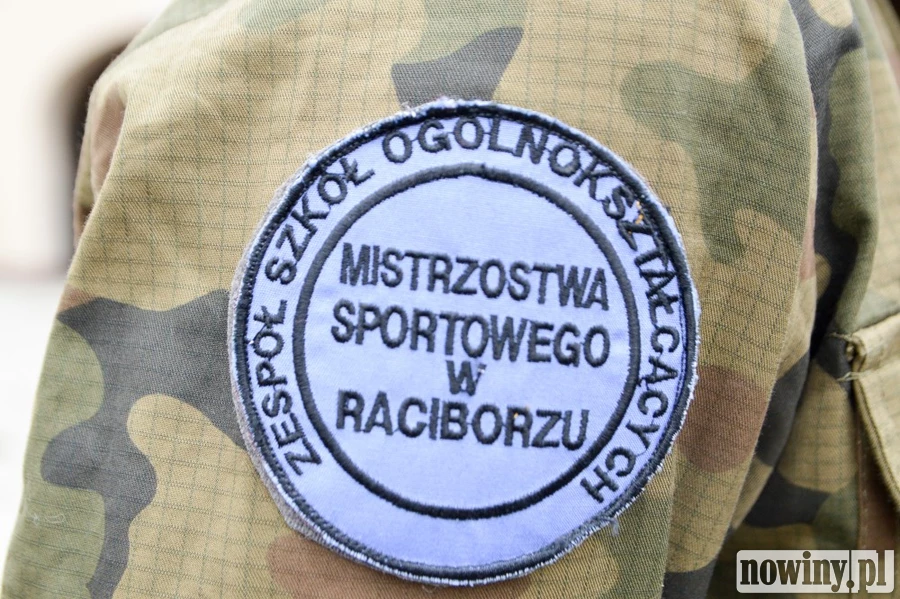 ZESPÓŁ SZKÓŁ OGÓLNOKSZTAŁCĄCYCH
MISTRZOSTWA
SPORTOWEGO
W
RACIBORZU
nowiny.pl